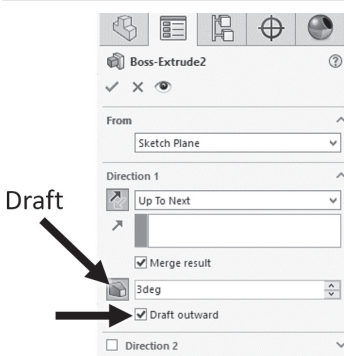 Boss-Extrude2
From
Sketch Plane
Direction 1
Up To Next
Merge result
Draft
3deg
Draft outward
Direction 2